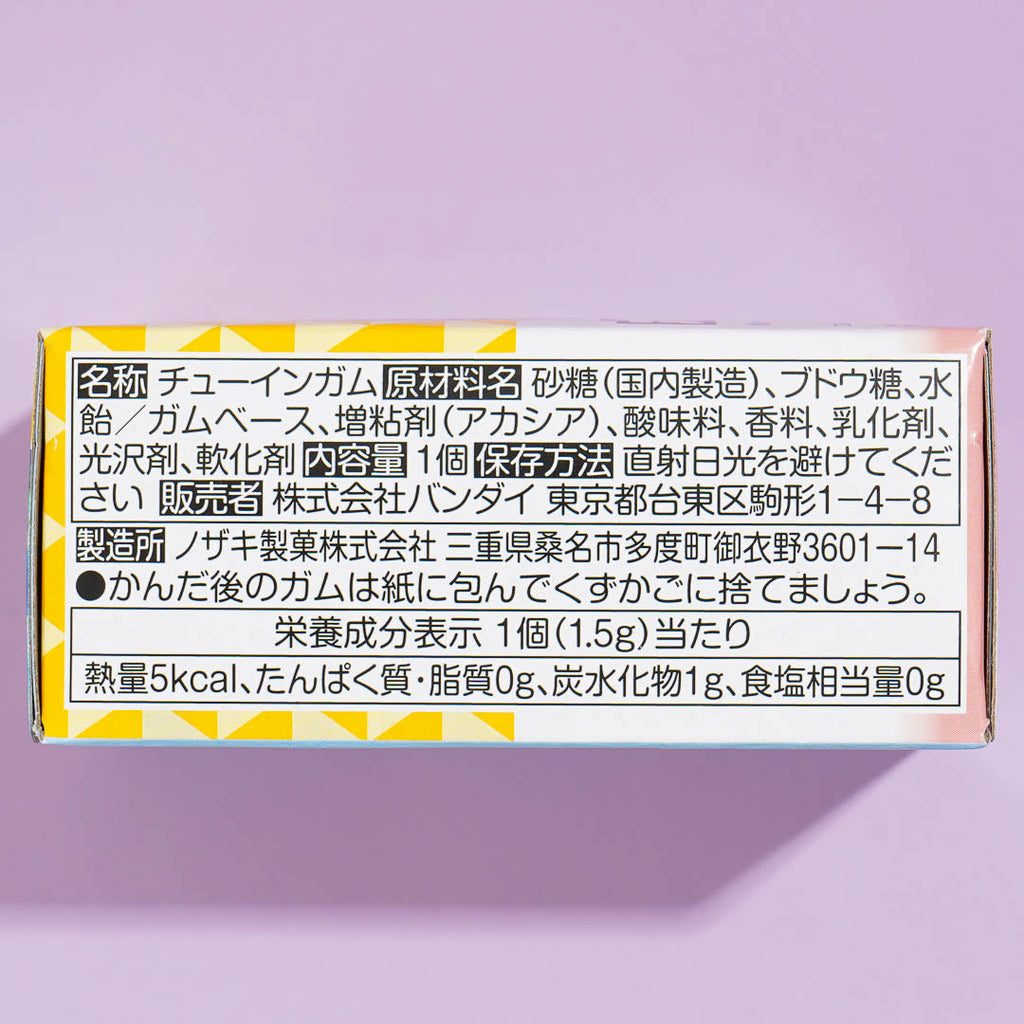 名称 チューインガム 原材料名 砂糖(国内製造)、ブドウ糖、水
飴／ガムベース、増粘剤(アカシア)、酸味料、香料、乳化剤、
光沢剤、軟化剤 内容量 1個 保存方法 直射日光を避けてくだ
さい 販売者 株式会社バンダイ 東京都台東区駒形1－4－8
製造所 ノザキ製菓株式会社 三重県桑名市多度町御衣野3601－14
●かんだ後のガムは紙に包んでくずかごに捨てましょう。
栄養成分表示 1個(1.5g)当たり
熱量5kcal、たんぱく質・脂質0g、炭水化物1g、食塩相当量0g